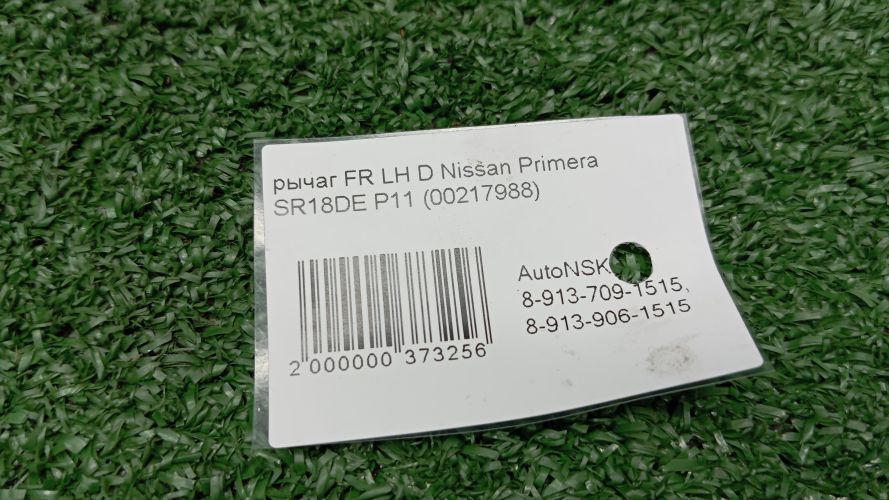 рычаг FR LH D Nissan Primera
SR18DE P11 (00217988)
AutoNSK
8-913-709-1515,
8-913-906-1515
2 000000 373256